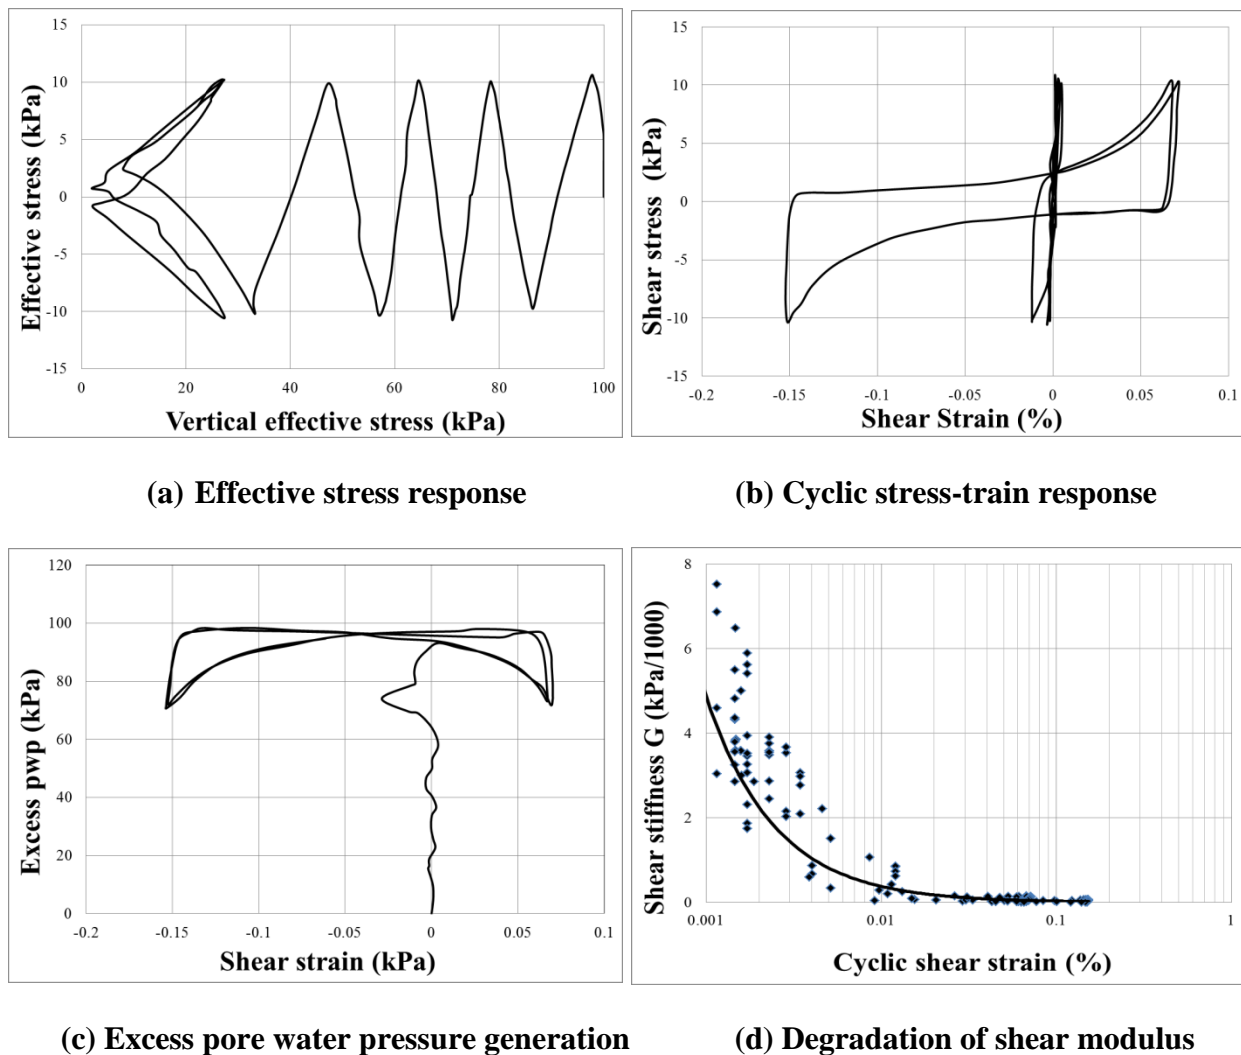 15
10
5
0
-5
-10
-15
Effective stress (kPa)
0 20 40 60 80 100
Vertical effective stress (kPa)
15
10
5
0
-5
-10
-15
Shear stress (kPa)
-0.2 -0.15 -0.1 -0.05 0 0.05 0.1
Shear Strain (%)
(a) Effective stress response
(b) Cyclic stress-train response
120
100
80
60
40
20
0
Excess pwp (kPa)
-0.2 -0.15 -0.1 -0.05 0 0.05 0.1
Shear strain (kPa)
8
6
4
2
0
Shear stiffness G (kPa/1000)
0.001 0.01 0.1 1
Cyclic shear strain (%)
(c) Excess pore water pressure generation
(d) Degradation of shear modulus